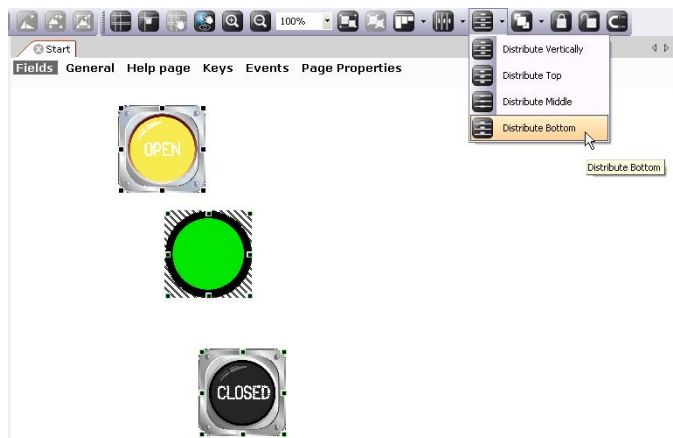 100%
Start
Fields General Help page Keys Events Page Properties
Distribute Vertically
Distribute Top
Distribute Middle
Distribute Bottom
Distribute Bottom
OPEN
CLOSED